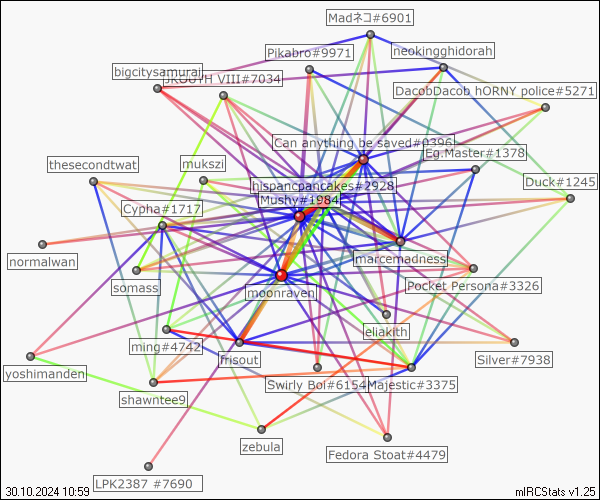 Madネコ#6901
neokingghidorah
Pikabro#9971
bigcitysamurai
JKOUTH VIII#7034
DacobDacob hORNY police#5271
Can anything be saved#0396
Eg.Master#1378
thesecondtwat
mukszi
hispancpancakes#2928
Duck#1245
Mushy#1984
Cypha#1717
normalwan
marcemadness
somass
moonraven
Pocket Persona#3326
eliakith
ming#4742
frisout
Silver#7938
yoshimanden
shawntee9
Swirly Boi#6154
Majestic#3375
zebula
Fedora Stoat#4479
LPK2387 #7690
30.10.2024 10:59
mIRCStats v1.25